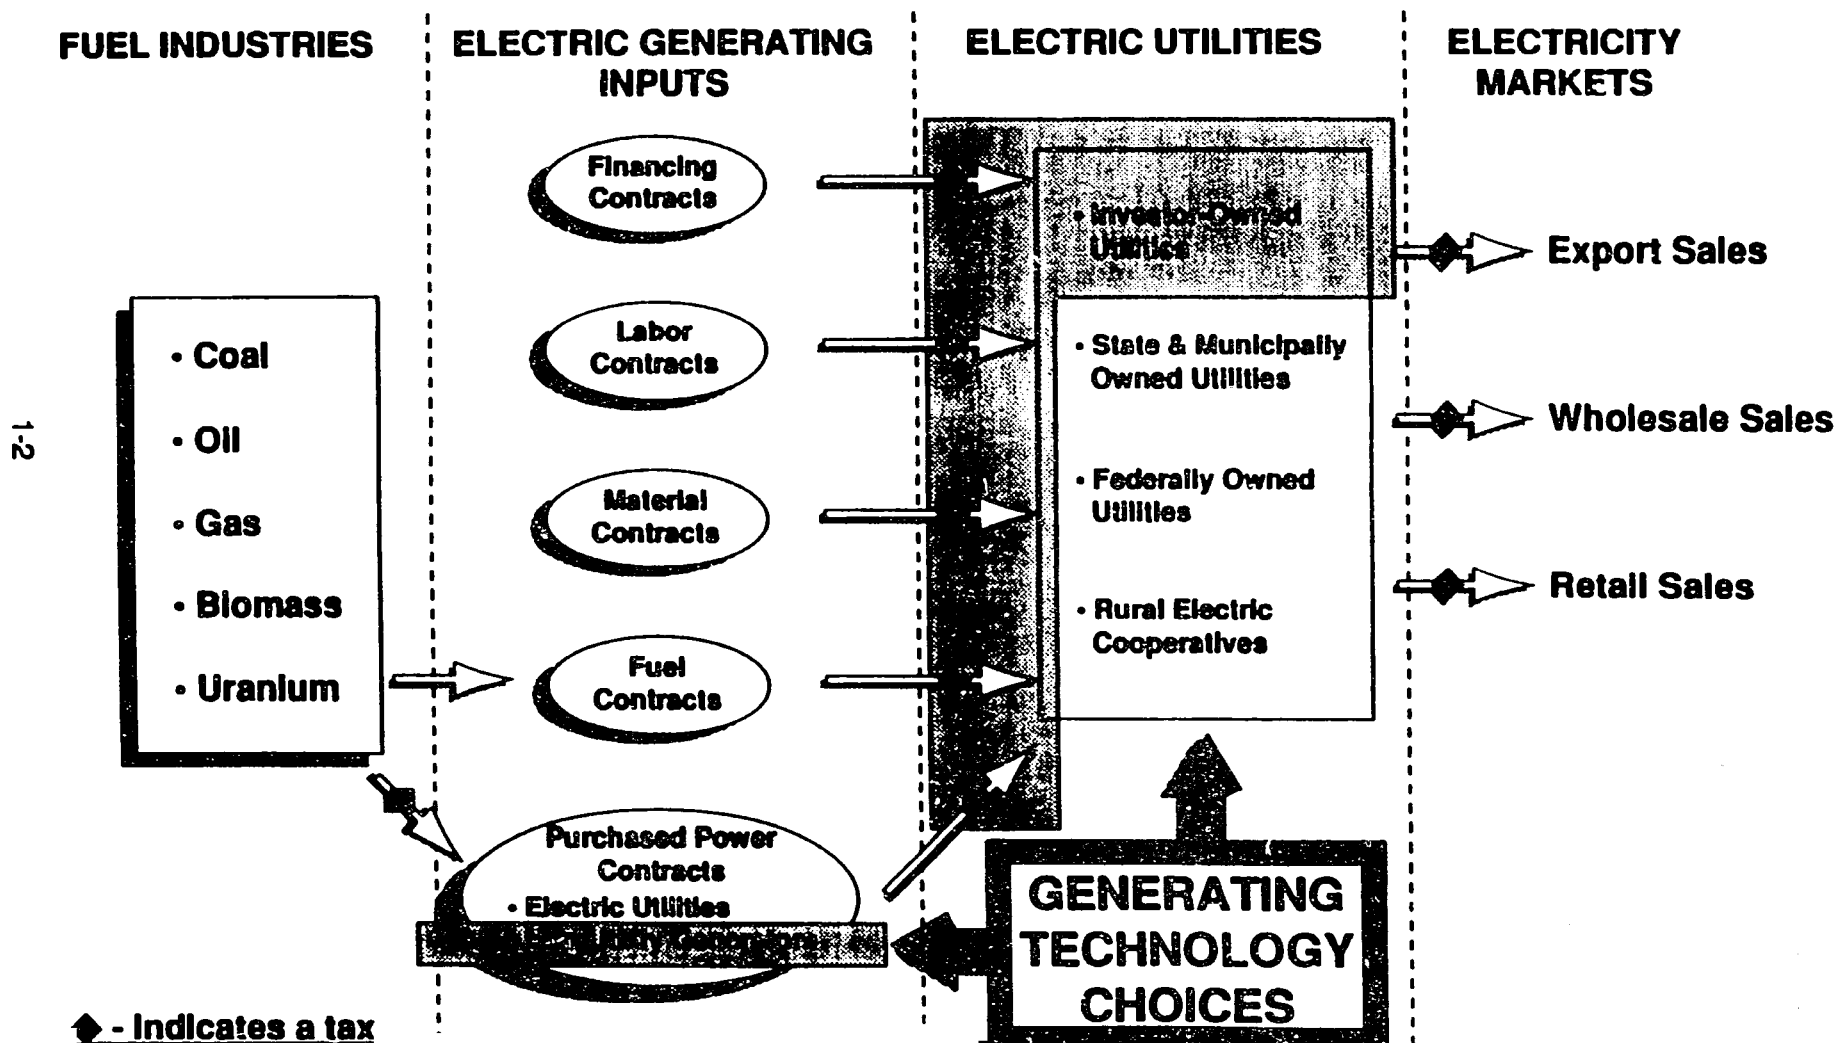 FUEL INDUSTRIES
ELECTRIC GENERATING
INPUTS
ELECTRIC UTILITIES
ELECTRICITY
MARKETS
• Coal
• Oil
• Gas
• Biomass
• Uranium
Financing
Contracts
Labor
Contracts
Material
Contracts
Fuel
Contracts
Purchased Power
Contracts
• Electric Utilities
Generators
• Investor-Owned
Utilities
• State & Municipally
Owned Utilities
• Federally Owned
Utilities
• Rural Electric
Cooperatives
Export Sales
Wholesale Sales
Retail Sales
GENERATING
TECHNOLOGY
CHOICES
- Indicates a tax
1-2